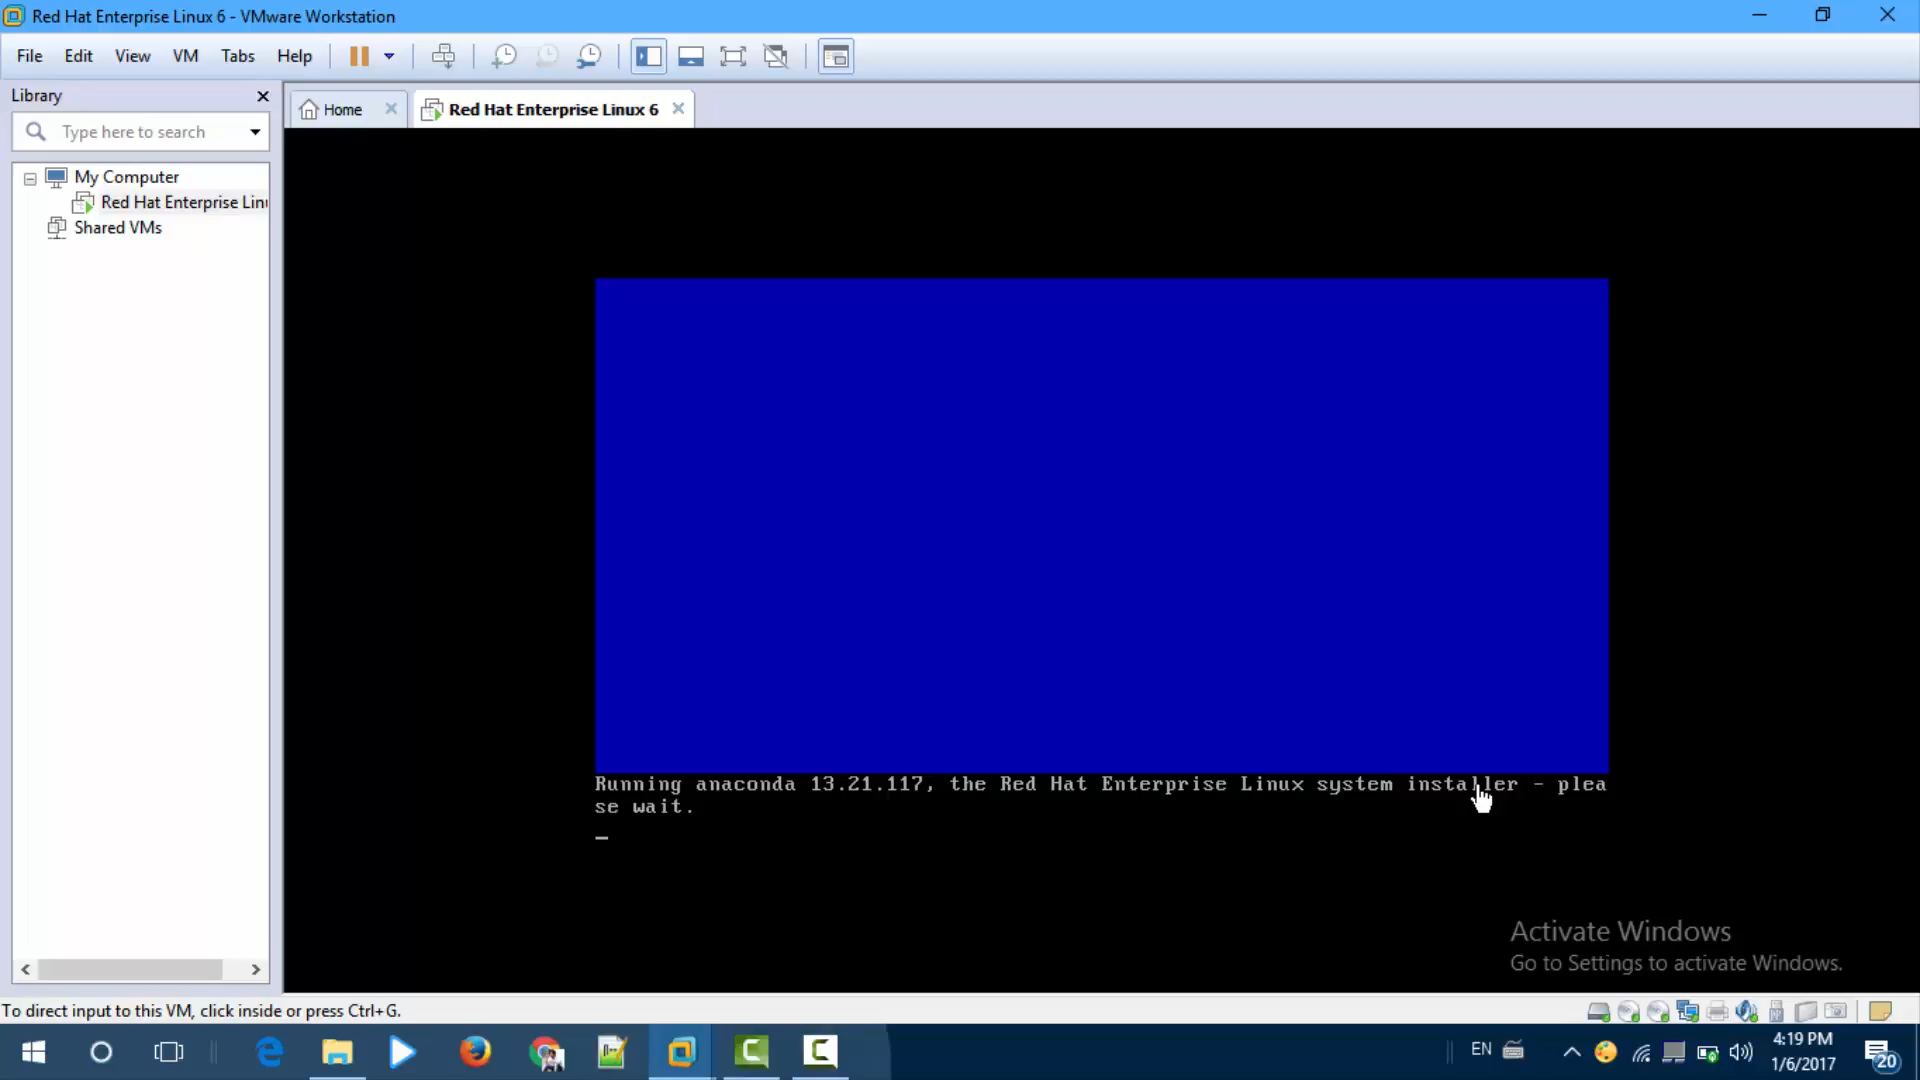 Red Hat Enterprise Linux 6 - VMware Workstation
File Edit View VM Tabs Help
Library
Type here to search
My Computer
Red Hat Enterprise Lin
Shared VMs
Home
Red Hat Enterprise Linux 6
Running anaconda 13.21.117, the Red Hat Enterprise Linux system installer - plea
se wait.
Activate Windows
Go to Settings to activate Windows.
To direct input to this VM, click inside or press Ctrl+G.
EN
4:19 PM
1/6/2017
20